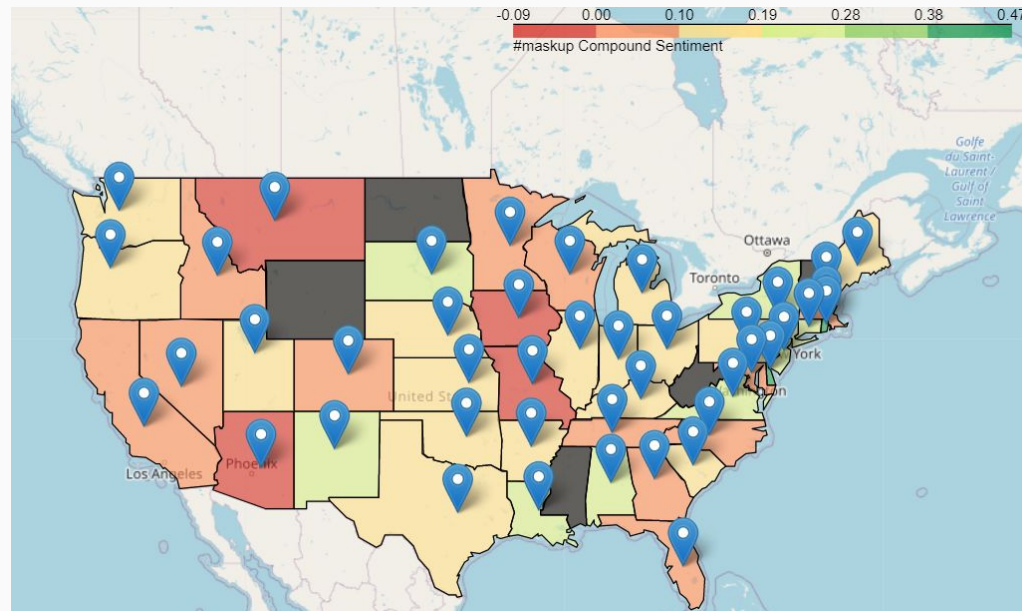 -0.09 0.00 0.10 0.19 0.28 0.38 0.47
#maskup Compound Sentiment
Golfe
du Saint-
Laurent /
Gulf of
Saint
Lawrence
Ottawa
Toronto
York
United
Los Angeles
Phoenix